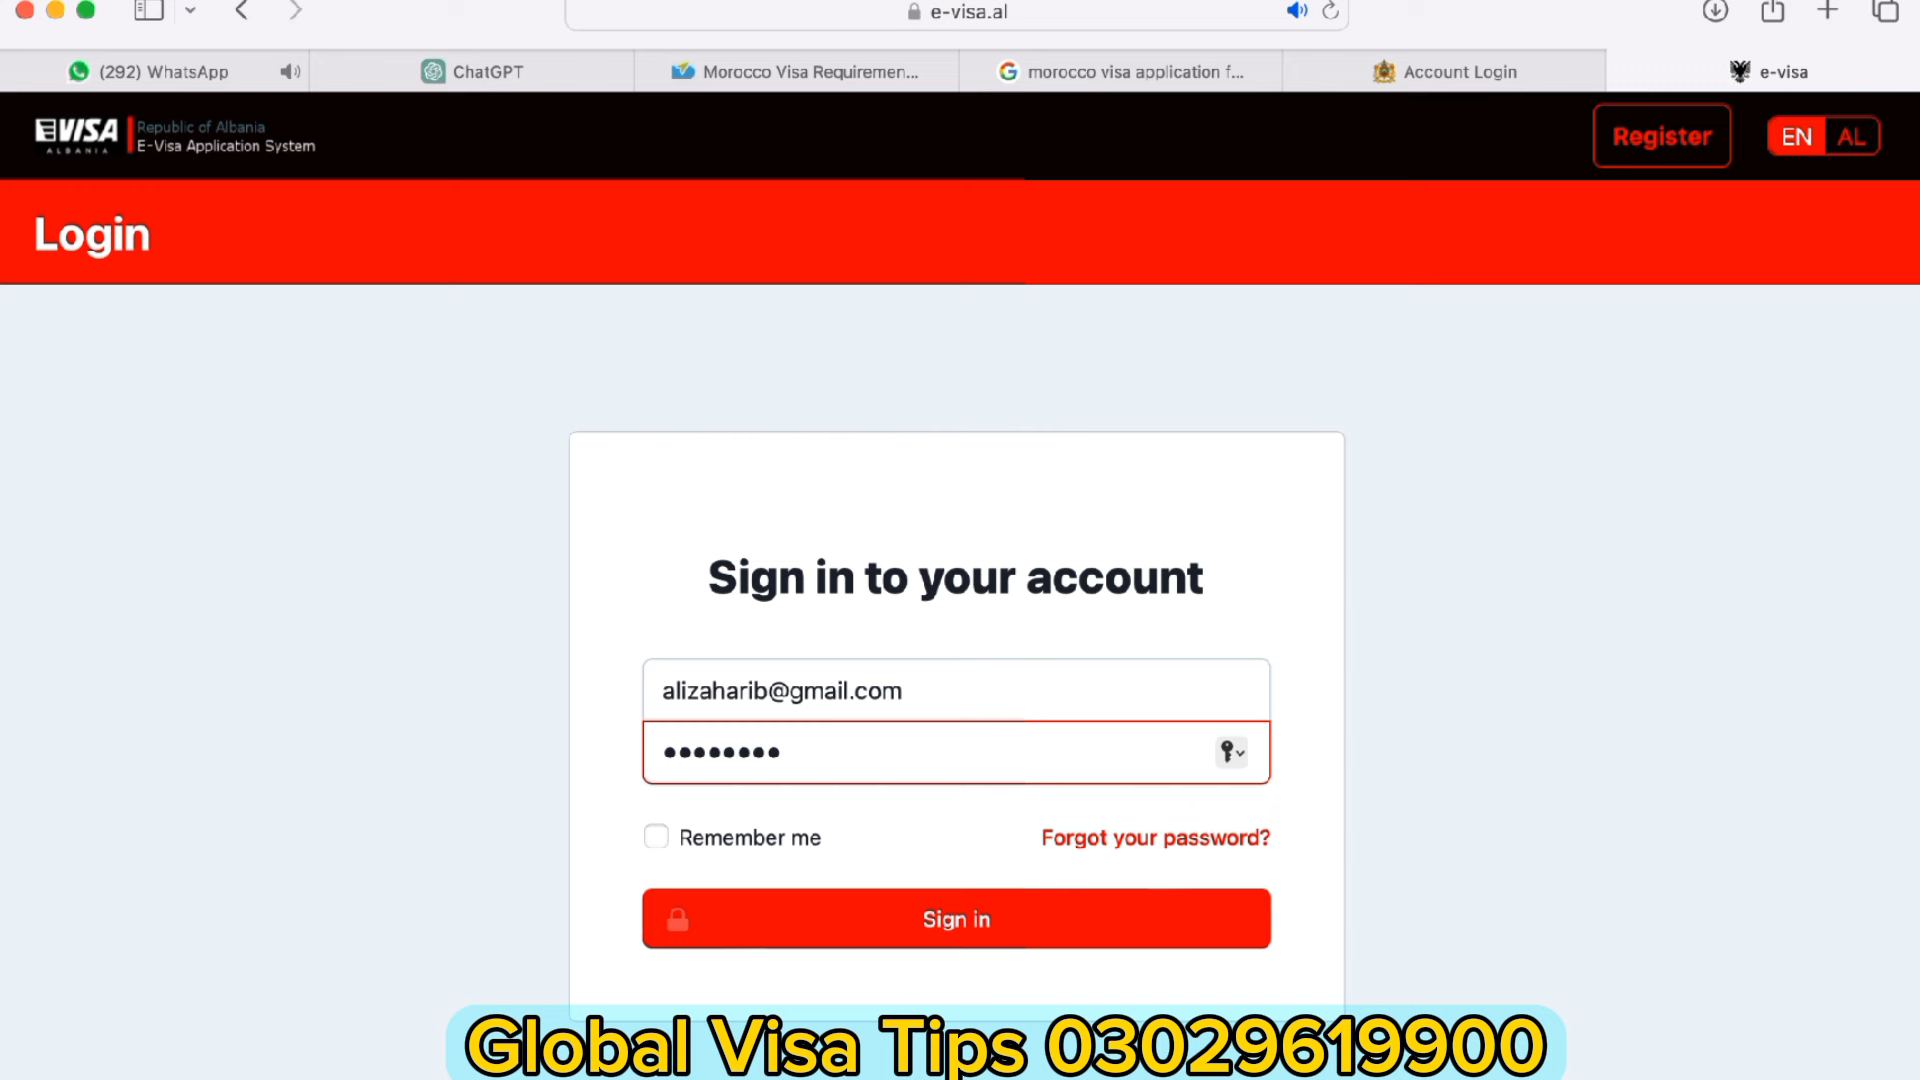 e-visa.al
(292) WhatsApp
ChatGPT
Morocco Visa Requiremen...
morocco visa application f...
Account Login
e-visa
EVISA
ALBANIA
Republic of Albania
E-Visa Application System
Register
EN
AL
Login
Sign in to your account
alizaharib@gmail.com
••••••••
Remember me
Forgot your password?
Sign in
Global Visa Tips 03029619900